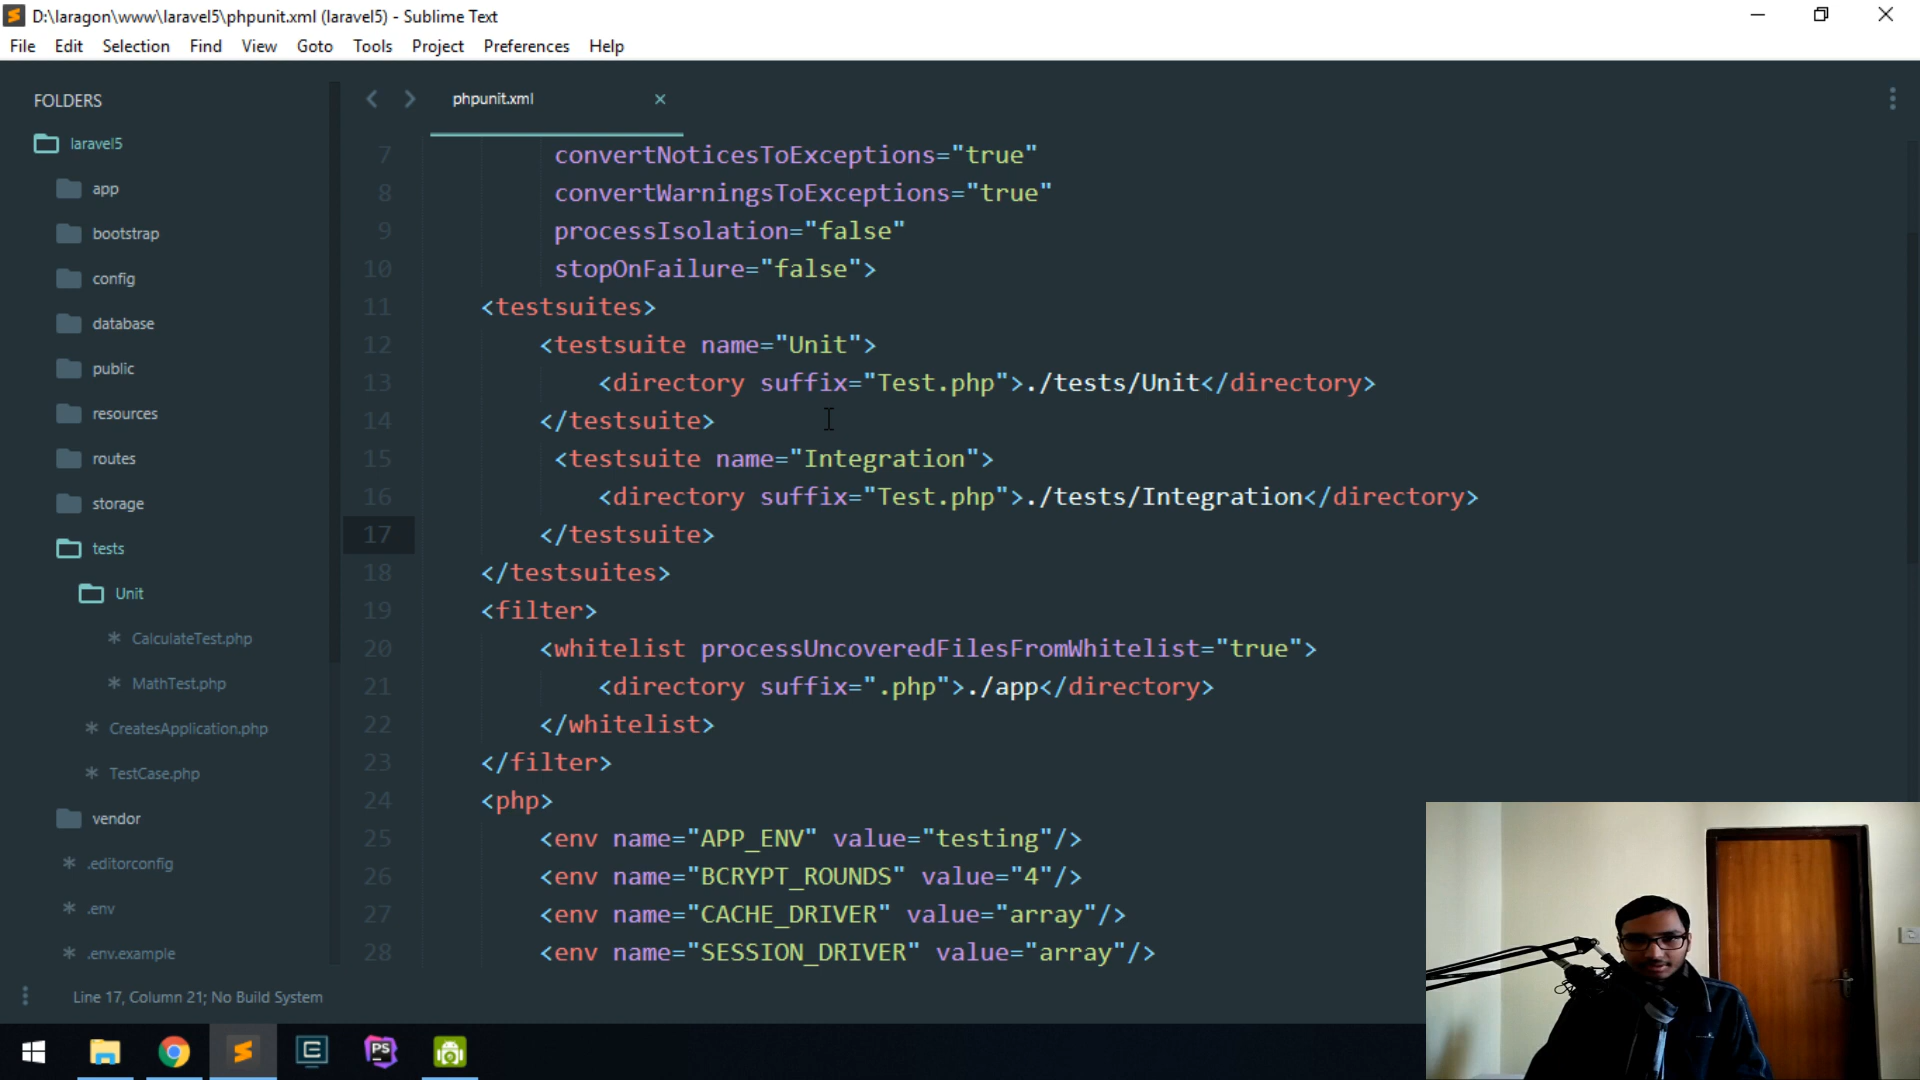 D:\laragon\www\laravel5\phpunit.xml (laravel5) - Sublime Text
File Edit Selection Find View Goto Tools Project Preferences Help
FOLDERS
laravel5
app
bootstrap
config
database
public
resources
routes
storage
tests
Unit
CalculateTest.php
MathTest.php
CreatesApplication.php
TestCase.php
vendor
.editorconfig
.env
.env.example
phpunit.xml
7 convertNoticesToExceptions="true"
8 convertWarningsToExceptions="true"
9 processIsolation="false"
10 stopOnFailure="false">
11 <testsuites>
12 <testsuite name="Unit">
13 <directory suffix="Test.php">./tests/Unit</directory>
14 </testsuite>
15 <testsuite name="Integration">
16 <directory suffix="Test.php">./tests/Integration</directory>
17 </testsuite>
18 </testsuites>
19 <filter>
20 <whitelist processUncoveredFilesFromWhitelist="true">
21 <directory suffix=".php">./app</directory>
22 </whitelist>
23 </filter>
24 <php>
25 <env name="APP_ENV" value="testing"/>
26 <env name="BCRYPT_ROUNDS" value="4"/>
27 <env name="CACHE_DRIVER" value="array"/>
28 <env name="SESSION_DRIVER" value="array"/>
Line 17, Column 21; No Build System
PS